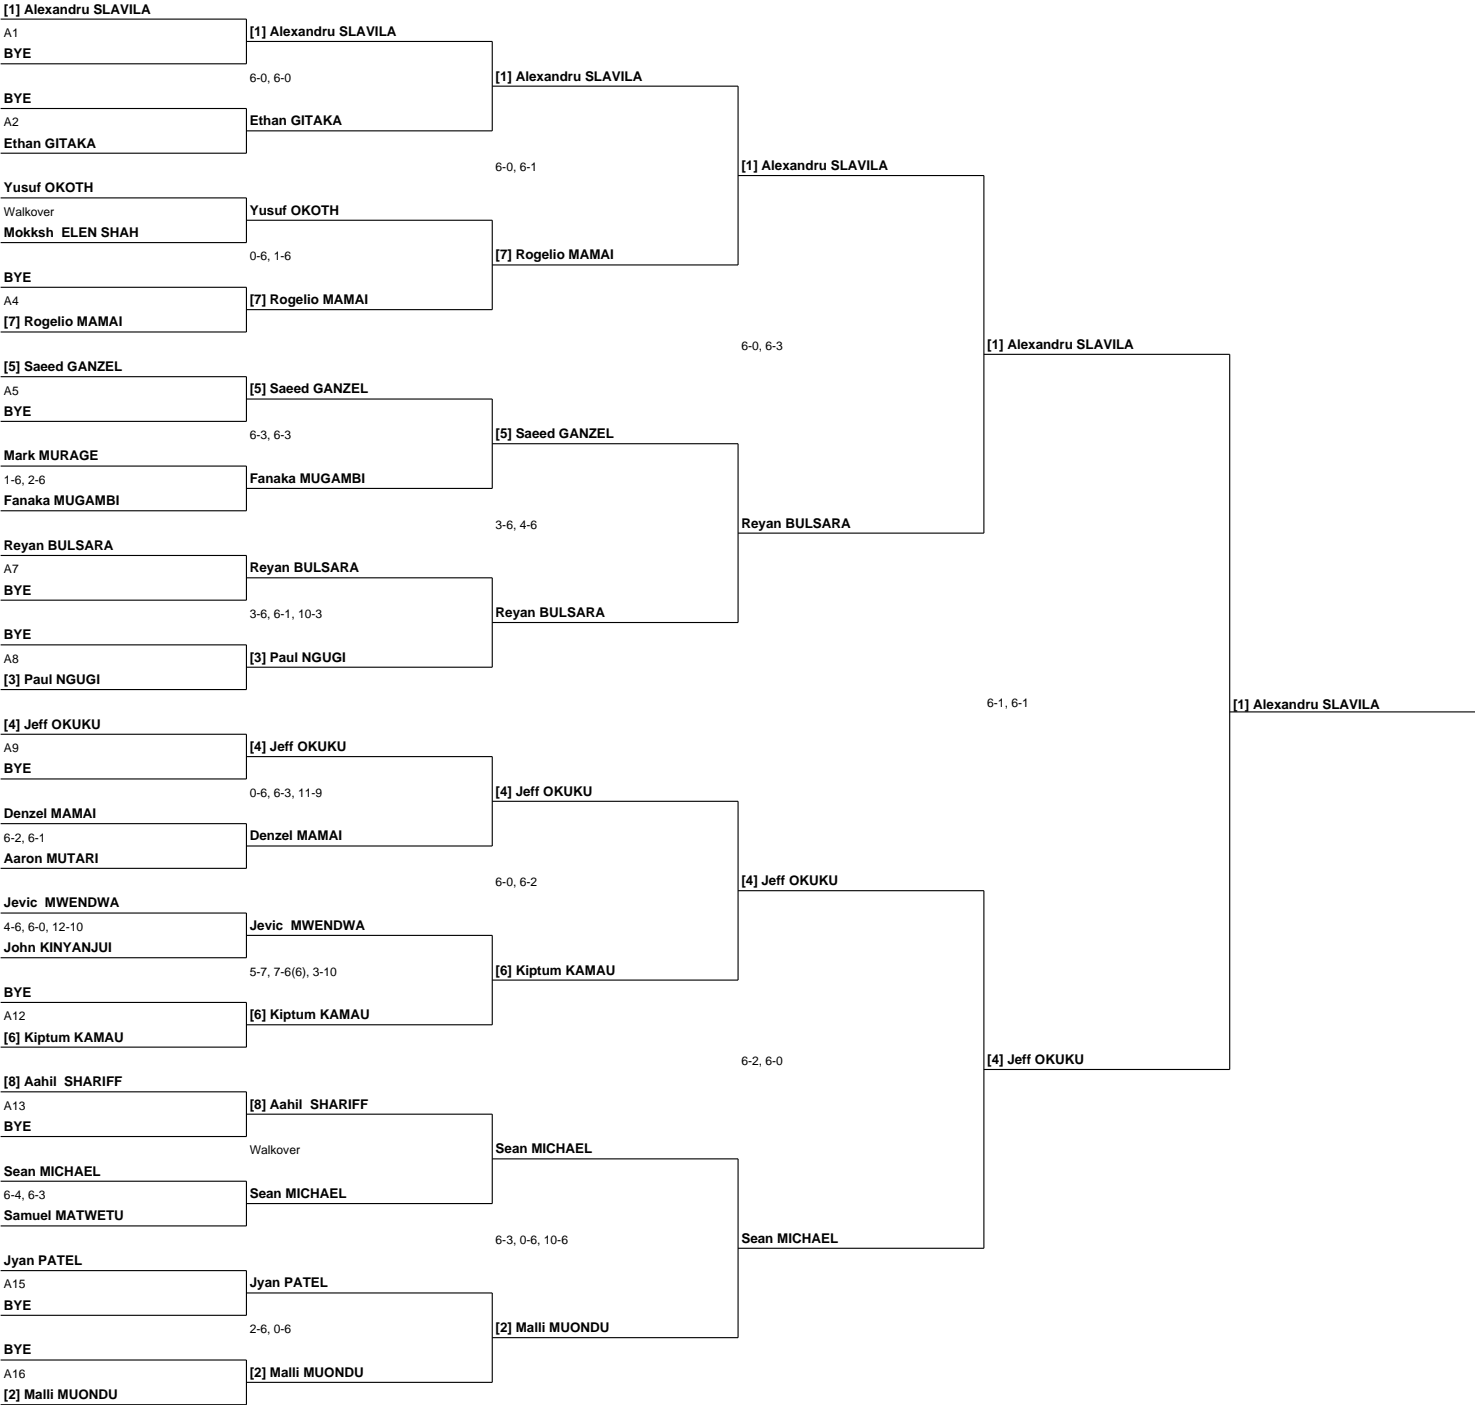 [1] Alexandru SLAVILA
A1
BYE
BYE
A2
Ethan GITAKA
Yusuf OKOTH
Walkover
Mokksh  ELEN SHAH
BYE
A4
[7] Rogelio MAMAI
[5] Saeed GANZEL
A5
BYE
Mark MURAGE
1-6, 2-6
Fanaka MUGAMBI
Reyan BULSARA
A7
BYE
BYE
A8
[3] Paul NGUGI
[4] Jeff OKUKU
A9
BYE
Denzel MAMAI
6-2, 6-1
Aaron MUTARI
Jevic  MWENDWA
4-6, 6-0, 12-10
John KINYANJUI
BYE
A12
[6] Kiptum KAMAU
[8] Aahil  SHARIFF
A13
BYE
Sean MICHAEL
6-4, 6-3
Samuel MATWETU
Jyan PATEL
A15
BYE
BYE
A16
[2] Malli MUONDU
[1] Alexandru SLAVILA
6-0, 6-0
Ethan GITAKA
Yusuf OKOTH
0-6, 1-6
[7] Rogelio MAMAI
[5] Saeed GANZEL
6-3, 6-3
Fanaka MUGAMBI
Reyan BULSARA
3-6, 6-1, 10-3
[3] Paul NGUGI
[4] Jeff OKUKU
0-6, 6-3, 11-9
Denzel MAMAI
Jevic  MWENDWA
5-7, 7-6(6), 3-10
[6] Kiptum KAMAU
[8] Aahil  SHARIFF
Walkover
Sean MICHAEL
Jyan PATEL
2-6, 0-6
[2] Malli MUONDU
[1] Alexandru SLAVILA
6-0, 6-1
[7] Rogelio MAMAI
[5] Saeed GANZEL
3-6, 4-6
Reyan BULSARA
[4] Jeff OKUKU
6-0, 6-2
[6] Kiptum KAMAU
Sean MICHAEL
6-3, 0-6, 10-6
[2] Malli MUONDU
[1] Alexandru SLAVILA
6-0, 6-3
Reyan BULSARA
[4] Jeff OKUKU
6-2, 6-0
Sean MICHAEL
[1] Alexandru SLAVILA
6-1, 6-1
[4] Jeff OKUKU
[1] Alexandru SLAVILA